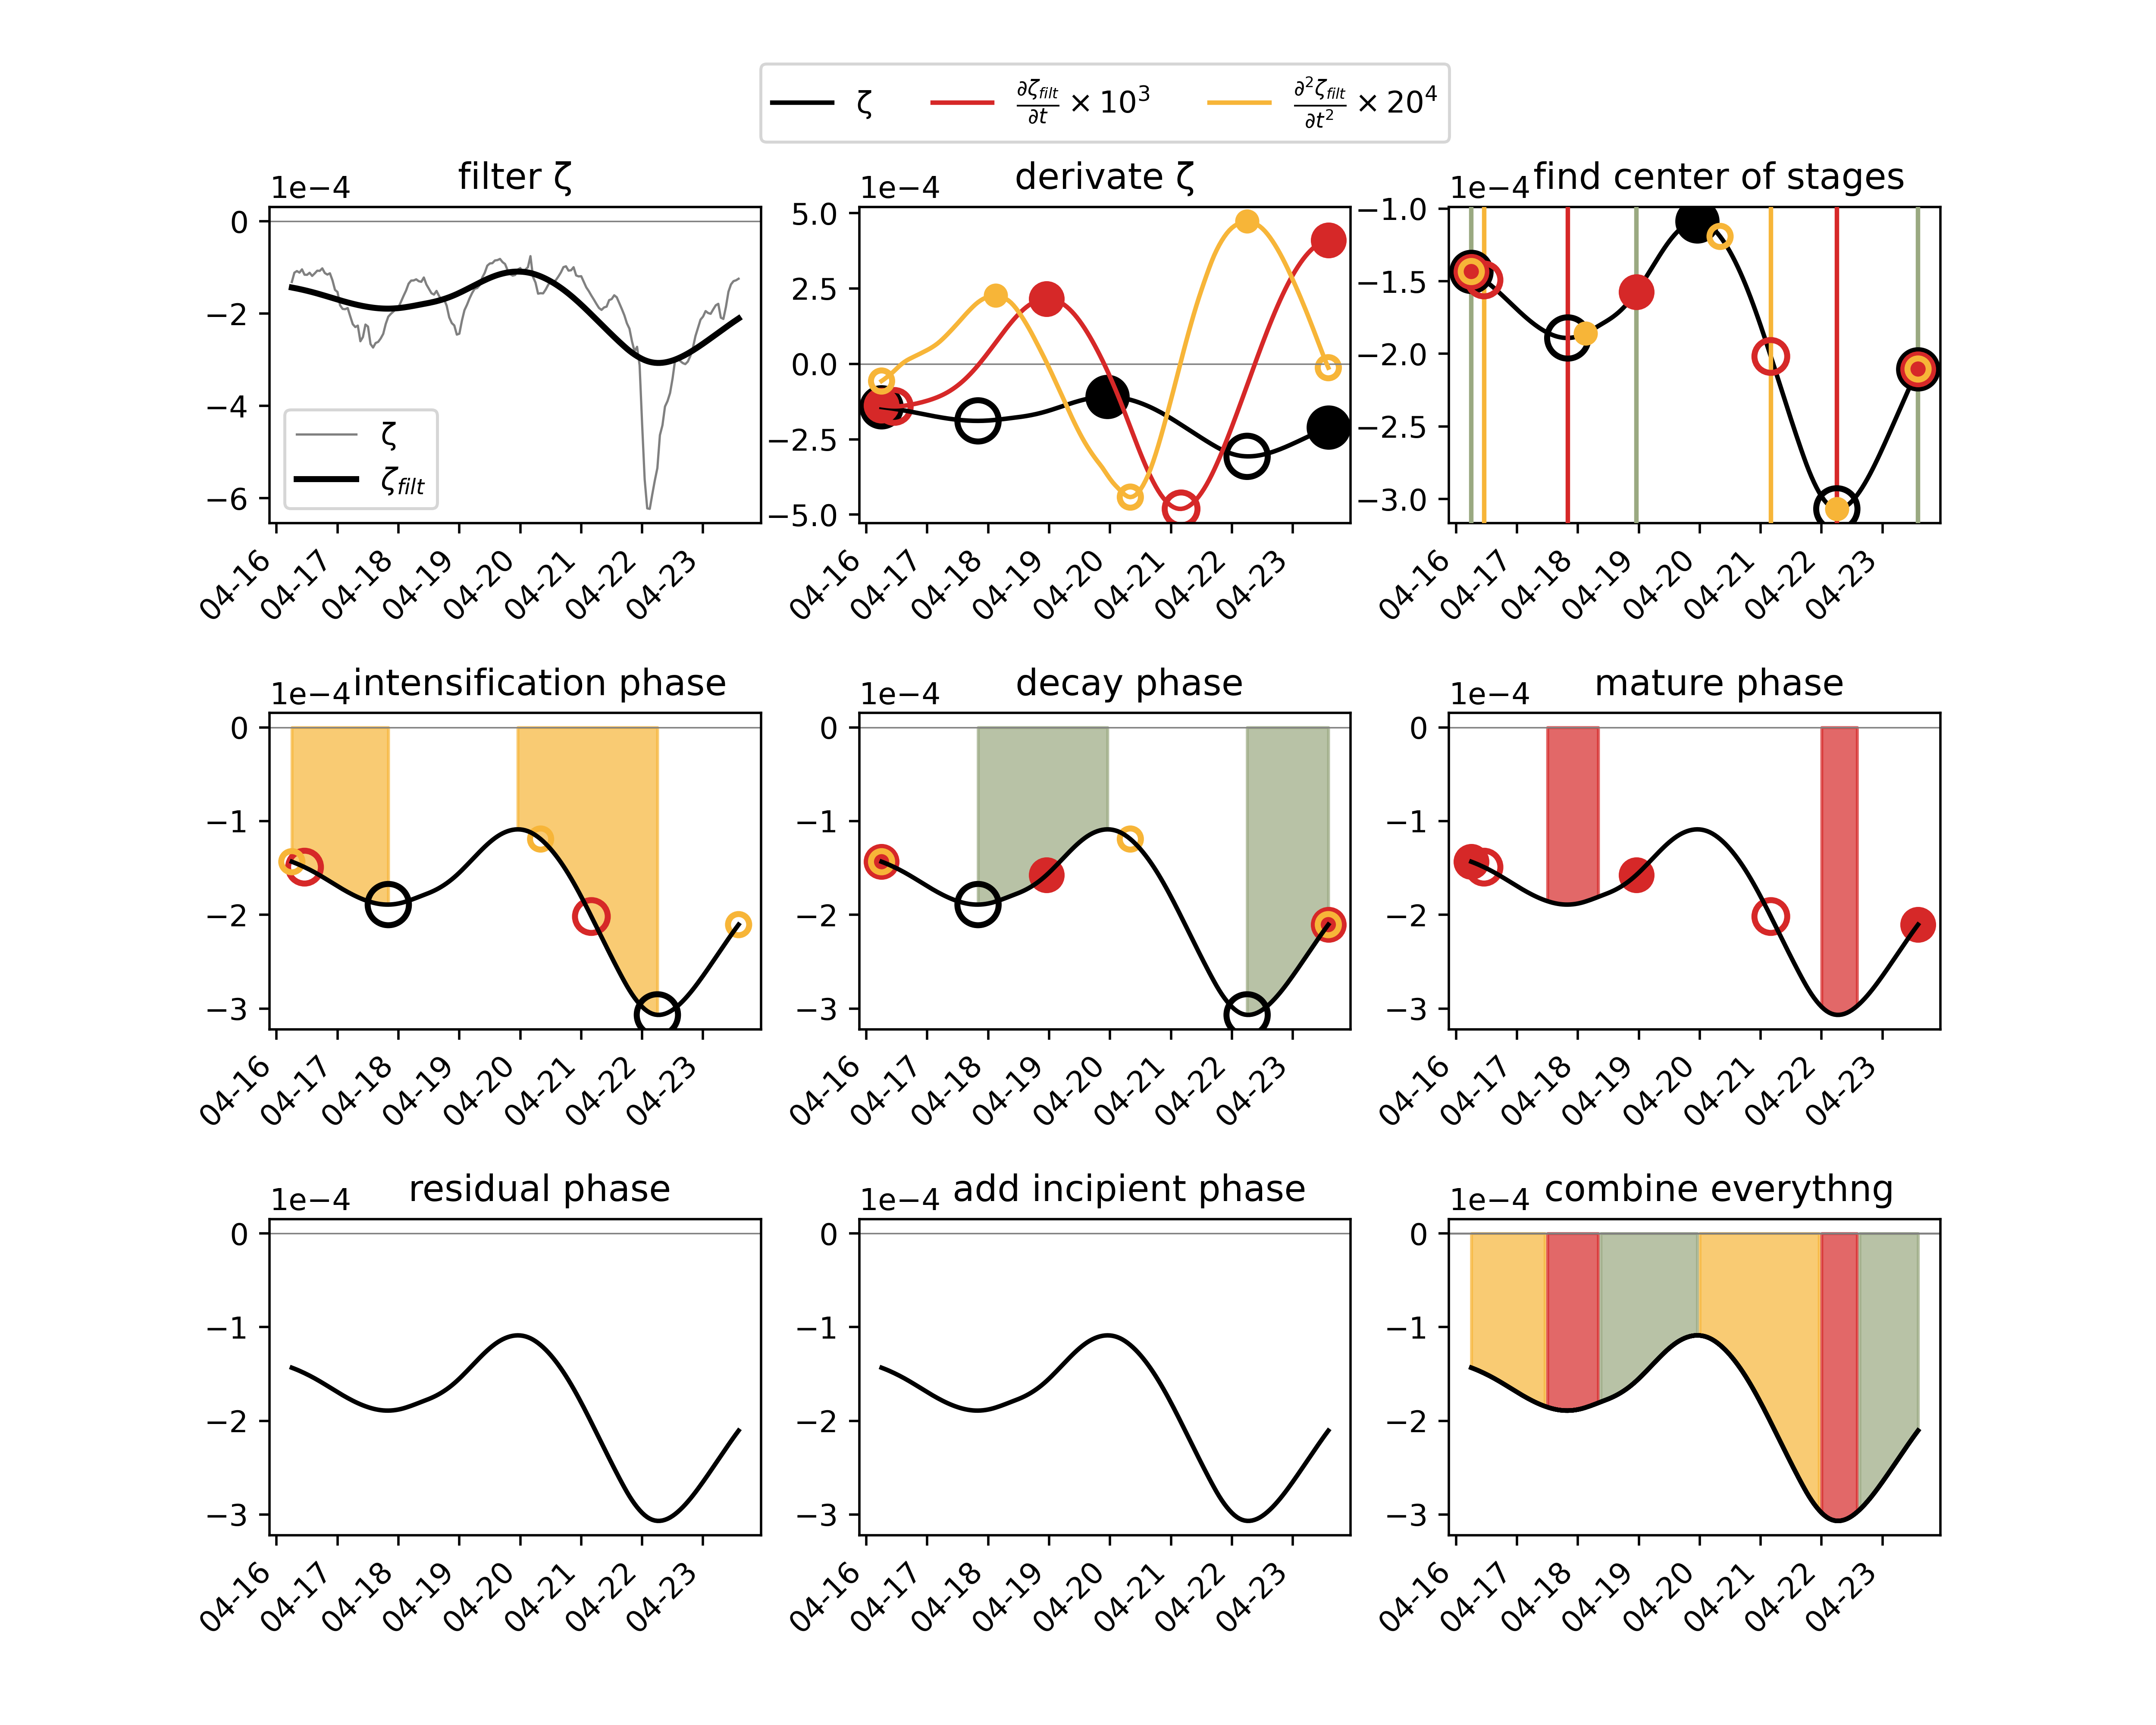 ζ ∂ζ_filt/∂t × 10³ ∂²ζ_filt/∂t² × 20⁴
filter ζ
1e−4
0
−2
−4
−6
ζ
ζ_filt
04-16 04-17 04-18 04-19 04-20 04-21 04-22 04-23
derivate ζ
1e−4
5.0
2.5
0.0
−2.5
−5.0
04-16 04-17 04-18 04-19 04-20 04-21 04-22 04-23
find center of stages
1e−4
−1.0
−1.5
−2.0
−2.5
−3.0
04-16 04-17 04-18 04-19 04-20 04-21 04-22 04-23
intensification phase
1e−4
0
−1
−2
−3
04-16 04-17 04-18 04-19 04-20 04-21 04-22 04-23
decay phase
1e−4
0
−1
−2
−3
04-16 04-17 04-18 04-19 04-20 04-21 04-22 04-23
mature phase
1e−4
0
−1
−2
−3
04-16 04-17 04-18 04-19 04-20 04-21 04-22 04-23
residual phase
1e−4
0
−1
−2
−3
04-16 04-17 04-18 04-19 04-20 04-21 04-22 04-23
add incipient phase
1e−4
0
−1
−2
−3
04-16 04-17 04-18 04-19 04-20 04-21 04-22 04-23
combine everythng
1e−4
0
−1
−2
−3
04-16 04-17 04-18 04-19 04-20 04-21 04-22 04-23